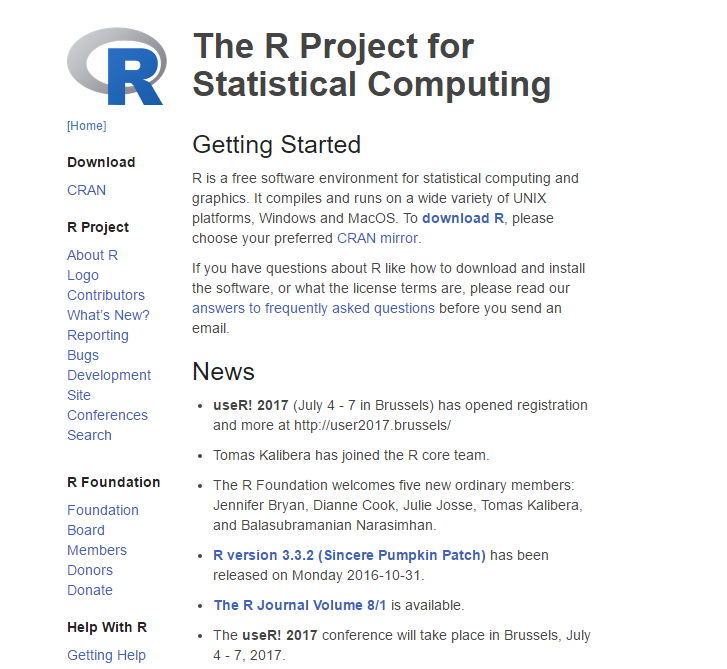 R
The R Project for
Statistical Computing
[Home]
Download
CRAN
R Project
About R
Logo
Contributors
What's New?
Reporting
Bugs
Development
Site
Conferences
Search
R Foundation
Foundation
Board
Members
Donors
Donate
Help With R
Getting Help
Getting Started
R is a free software environment for statistical computing and
graphics. It compiles and runs on a wide variety of UNIX
platforms, Windows and MacOS. To download R, please
choose your preferred CRAN mirror.
If you have questions about R like how to download and install
the software, or what the license terms are, please read our
answers to frequently asked questions before you send an
email.
News
• useR! 2017 (July 4 - 7 in Brussels) has opened registration
and more at http://user2017.brussels/
• Tomas Kalibera has joined the R core team.
• The R Foundation welcomes five new ordinary members:
Jennifer Bryan, Dianne Cook, Julie Josse, Tomas Kalibera,
and Balasubramanian Narasimhan.
• R version 3.3.2 (Sincere Pumpkin Patch) has been
released on Monday 2016-10-31.
• The R Journal Volume 8/1 is available.
• The useR! 2017 conference will take place in Brussels, July
4 - 7, 2017.